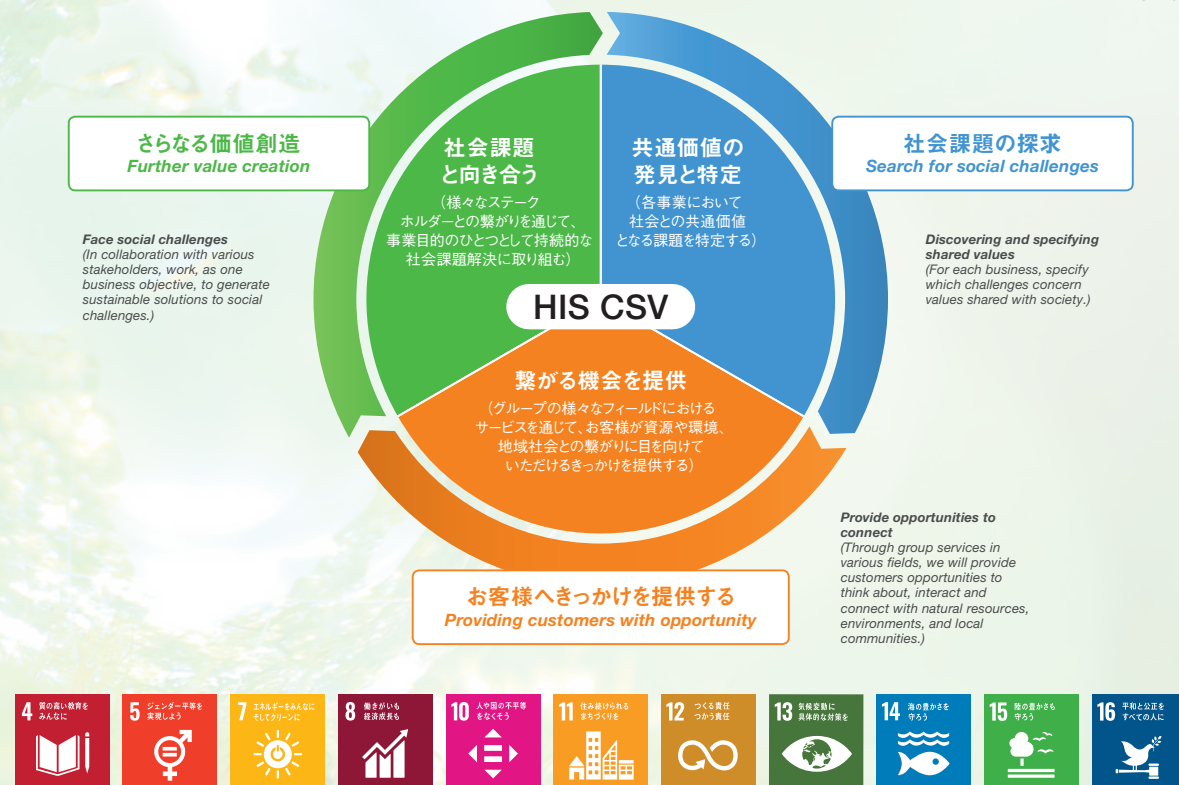 さらなる価値創造
Further value creation
Face social challenges
(In collaboration with various
stakeholders, work, as one
business objective, to generate
sustainable solutions to social
challenges.)
社会課題
と向き合う
(様々なステーク
ホルダーとの繋がりを通じて、
事業目的のひとつとして持続的な
社会課題解決に取り組む)
共通価値の
発見と特定
(各事業において
社会との共通価値
となる課題を特定する)
社会課題の探求
Search for social challenges
Discovering and specifying
shared values
(For each business, specify
which challenges concern
values shared with society.)
HIS CSV
繋がる機会を提供
(グループの様々なフィールドにおける
サービスを通じて、お客様が資源や環境、
地域社会との繋がりに目を向けて
いただけるきっかけを提供する)
お客様へきっかけを提供する
Providing customers with opportunity
Provide opportunities to
connect
(Through group services in
various fields, we will provide
customers opportunities to
think about, interact and
connect with natural resources,
environments, and local
communities.)
4 質の高い教育を
みんなに
5 ジェンダー平等を
実現しよう
7 エネルギーをみんなに
そしてクリーンに
8 働きがいも
経済成長も
10 人や国の不平等
をなくそう
11 住み続けられる
まちづくりを
12 つくる責任
つかう責任
13 気候変動に
具体的な対策を
14 海の豊かさを
守ろう
15 陸の豊かさも
守ろう
16 平和と公正を
すべての人に